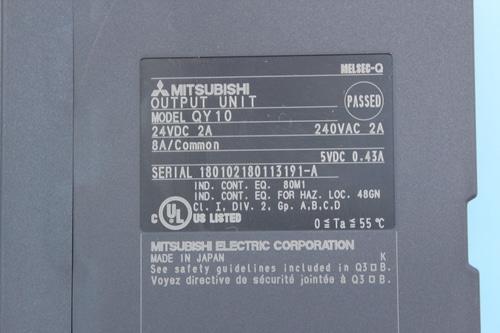 MELSEC-Q
MITSUBISHI
OUTPUT UNIT
PASSED
MODEL QY10
24VDC 2A 240VAC 2A
8A/Common
5VDC 0.43A
SERIAL 180102180113191-A
IND. CONT. EQ. 80M1
IND. CONT. EQ. FOR HAZ. LOC. 48GN
CL. I, DIV. 2, Gp. A,B,C,D
C UL US LISTED
0≦Ta≦55℃
MITSUBISHI ELECTRIC CORPORATION
MADE IN JAPAN K
See safety guidelines included in Q3□B.
Voyez directive de sécurité jointée à Q3□B.